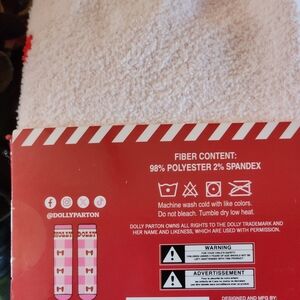 FIBER CONTENT:
98% POLYESTER 2% SPANDEX
@DOLLYPARTON
Machine wash cold with like colors.
Do not bleach. Tumble dry low heat.
DOLLY PARTON OWNS ALL RIGHTS TO THE DOLLY TRADEMARK AND
HER NAME AND LIKENESS, WHICH ARE USED WITH PERMISSION.
WARNING
ADVERTISSEMENT
DESIGNED AND MFG BY: